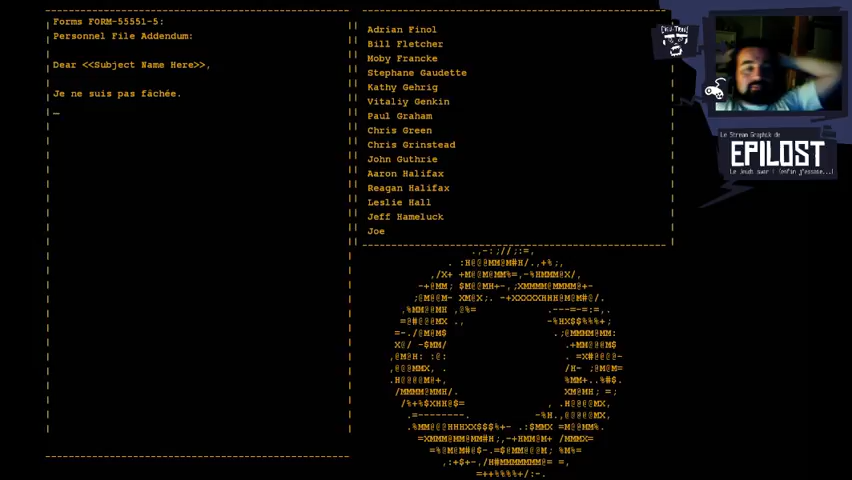 Forms FORM-55551-5:
Personnel File Addendum:
Dear <<Subject Name Here>>,
Je ne suis pas fâchée.
_
Adrian Finol
Bill Fletcher
Moby Francke
Stephane Gaudette
Kathy Gehrig
Vitaliy Genkin
Paul Graham
Chris Green
Chris Grinstead
John Guthrie
Aaron Halifax
Reagan Halifax
Leslie Hall
Jeff Hameluck
Joe
Le Stream Graphik de
EPILOST